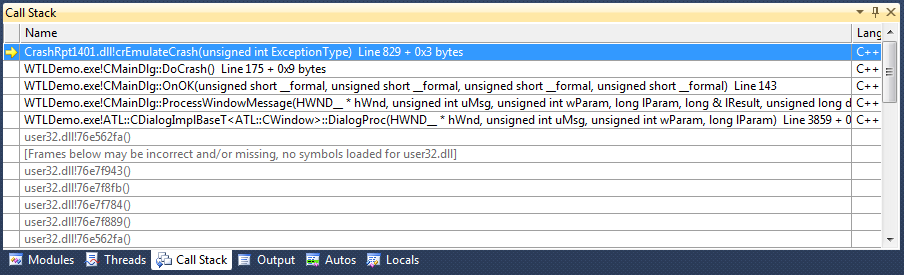 Call Stack
Name Lang
CrashRpt1401.dll!crEmulateCrash(unsigned int ExceptionType) Line 829 + 0x3 bytes C++
WTLDemo.exe!CMainDlg::DoCrash() Line 175 + 0x9 bytes C++
WTLDemo.exe!CMainDlg::OnOK(unsigned short __formal, unsigned short __formal, unsigned short __formal, unsigned short __formal) Line 143 C++
WTLDemo.exe!CMainDlg::ProcessWindowMessage(HWND__ * hWnd, unsigned int uMsg, unsigned int wParam, long lParam, long & lResult, unsigned long d C++
WTLDemo.exe!ATL::CDialogImplBaseT<ATL::CWindow>::DialogProc(HWND__ * hWnd, unsigned int uMsg, unsigned int wParam, long lParam) Line 3859 + 0 C++
user32.dll!76e562fa()
[Frames below may be incorrect and/or missing, no symbols loaded for user32.dll]
user32.dll!76e7f943()
user32.dll!76e7f8fb()
user32.dll!76e7f784()
user32.dll!76e7f889()
user32.dll!76e562fa()
Modules Threads Call Stack Output Autos Locals